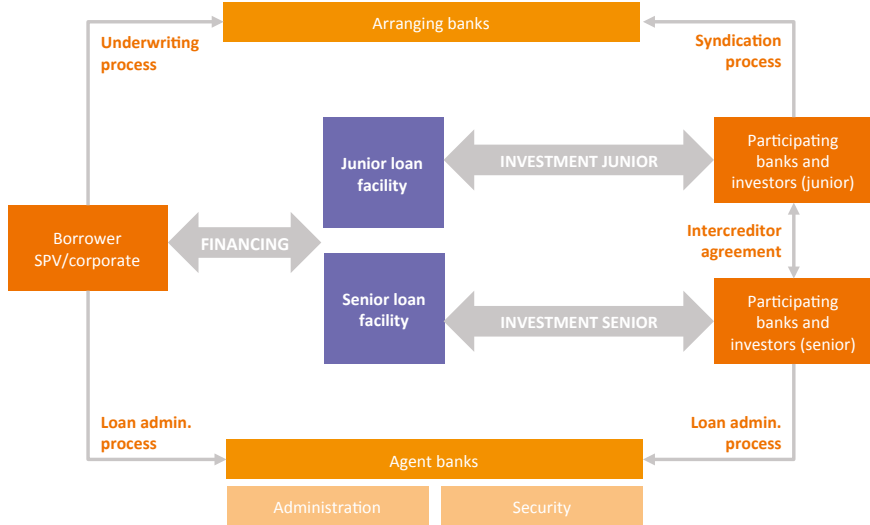 Arranging banks
Underwriting
process
Syndication
process
Junior loan
facility
INVESTMENT JUNIOR
Participating
banks and
investors (junior)
Borrower
SPV/corporate
FINANCING
Intercreditor
agreement
Senior loan
facility
INVESTMENT SENIOR
Participating
banks and
investors (senior)
Loan admin.
process
Loan admin.
process
Agent banks
Administration
Security